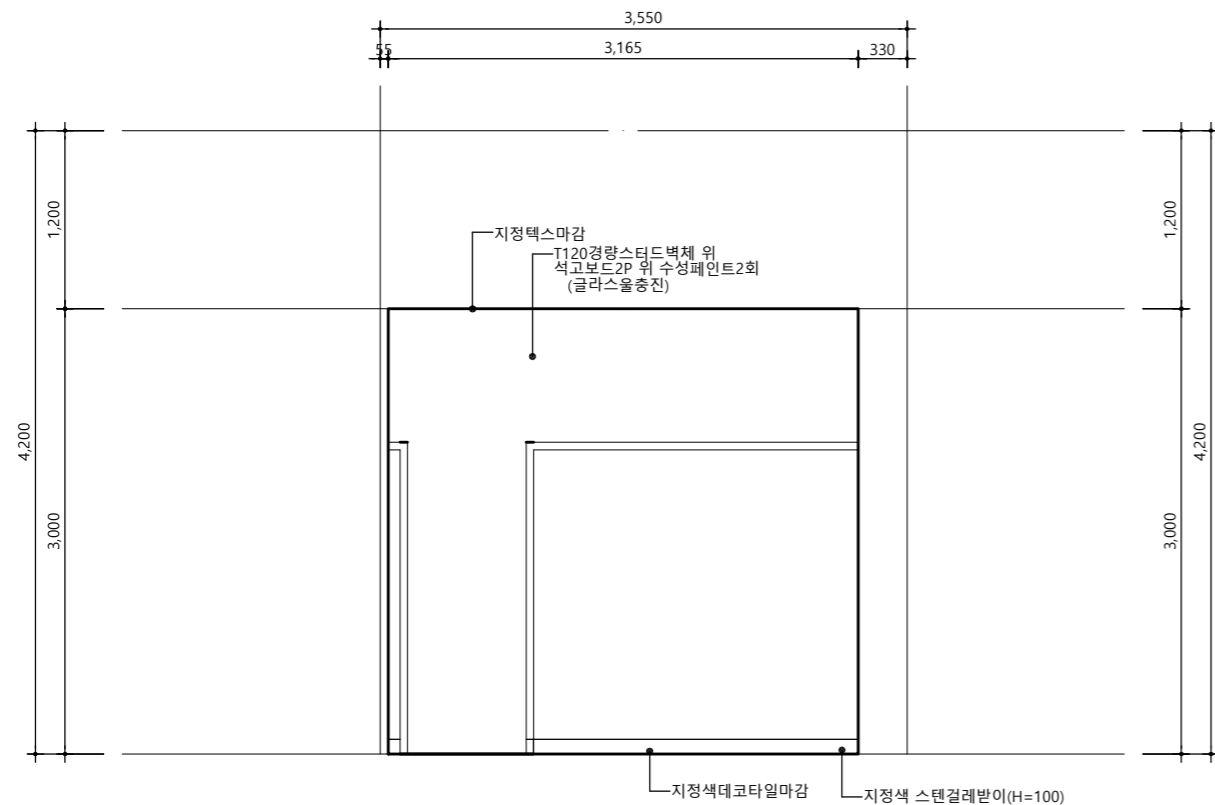 3,550
55
3,165
330
1,200
1,200
지정텍스마감
T120경량스터드벽체 위
석고보드2P 위 수성페인트2회
(글라스울충진)
4,200
3,000
3,000
4,200
지정색데코타일마감
지정색 스텐걸레받이(H=100)